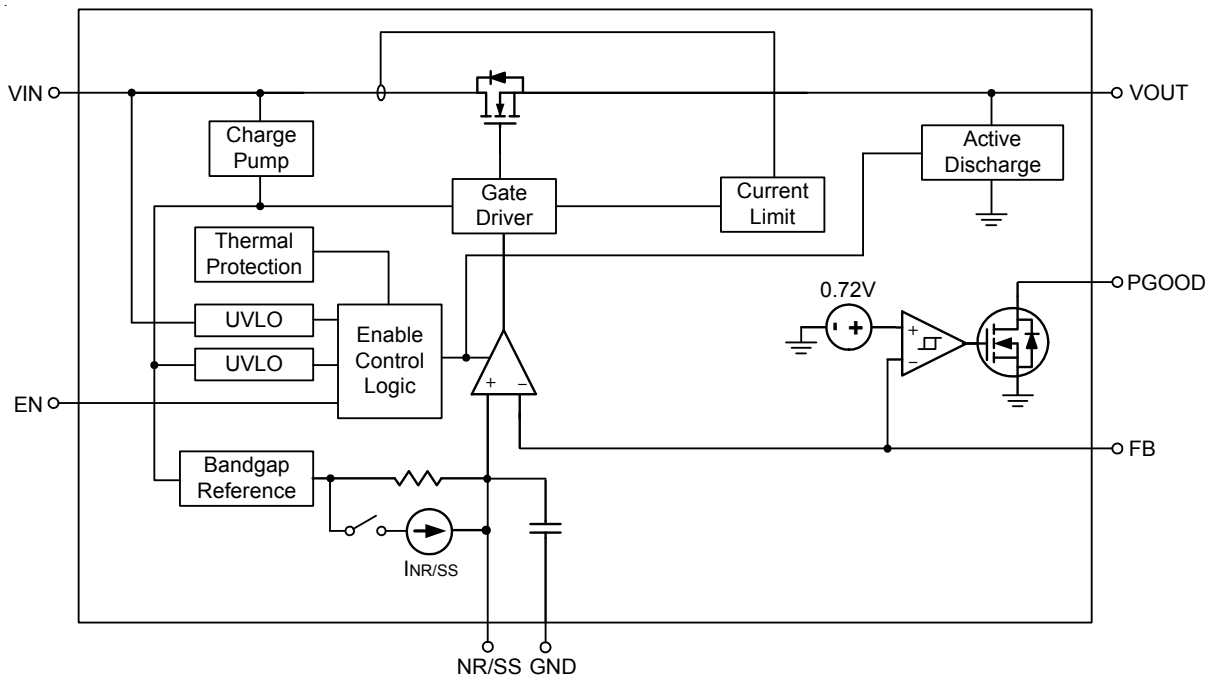 VIN
VOUT
Charge
Pump
Active
Discharge
Gate
Driver
Current
Limit
Thermal
Protection
PGOOD
0.72V
- +
UVLO
Enable
Control
Logic
+
−
UVLO
+ −
EN
FB
Bandgap
Reference
INR/SS
NR/SS GND